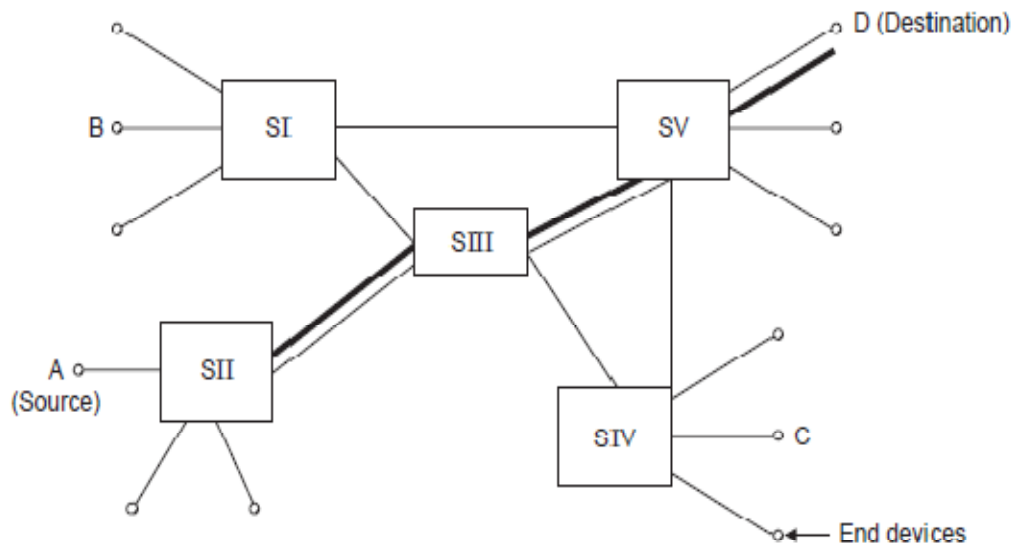 D (Destination)
SI
SV
B
SIII
A
(Source)
SII
SIV
C
End devices